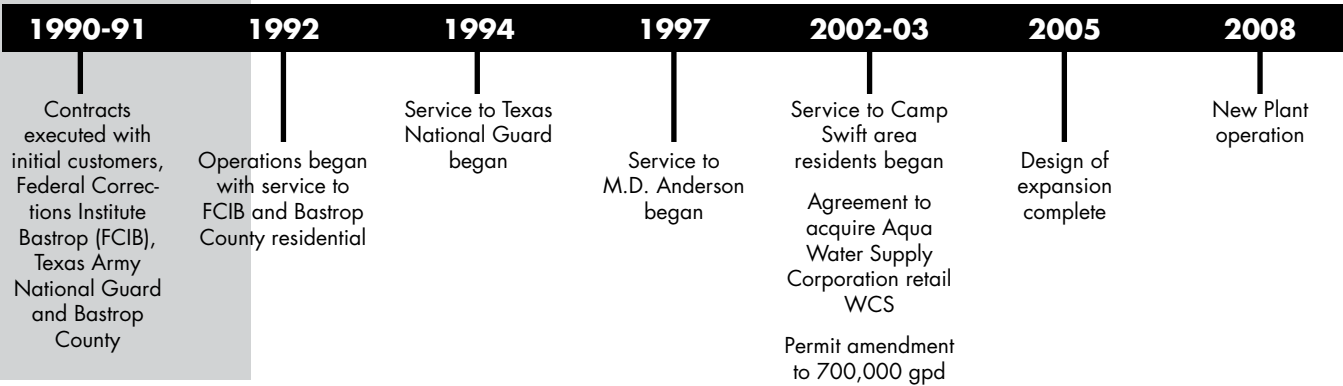 1990-91
Contracts
executed with
initial customers,
Federal Correc-
tions Institute
Bastrop (FCIB),
Texas Army
National Guard
and Bastrop
County
1992
Operations began
with service to
FCIB and Bastrop
County residential
1994
Service to Texas
National Guard
began
1997
Service to
M.D. Anderson
began
2002-03
Service to Camp
Swift area
residents began
Agreement to
acquire Aqua
Water Supply
Corporation retail
WCS
Permit amendment
to 700,000 gpd
2005
Design of
expansion
complete
2008
New Plant
operation